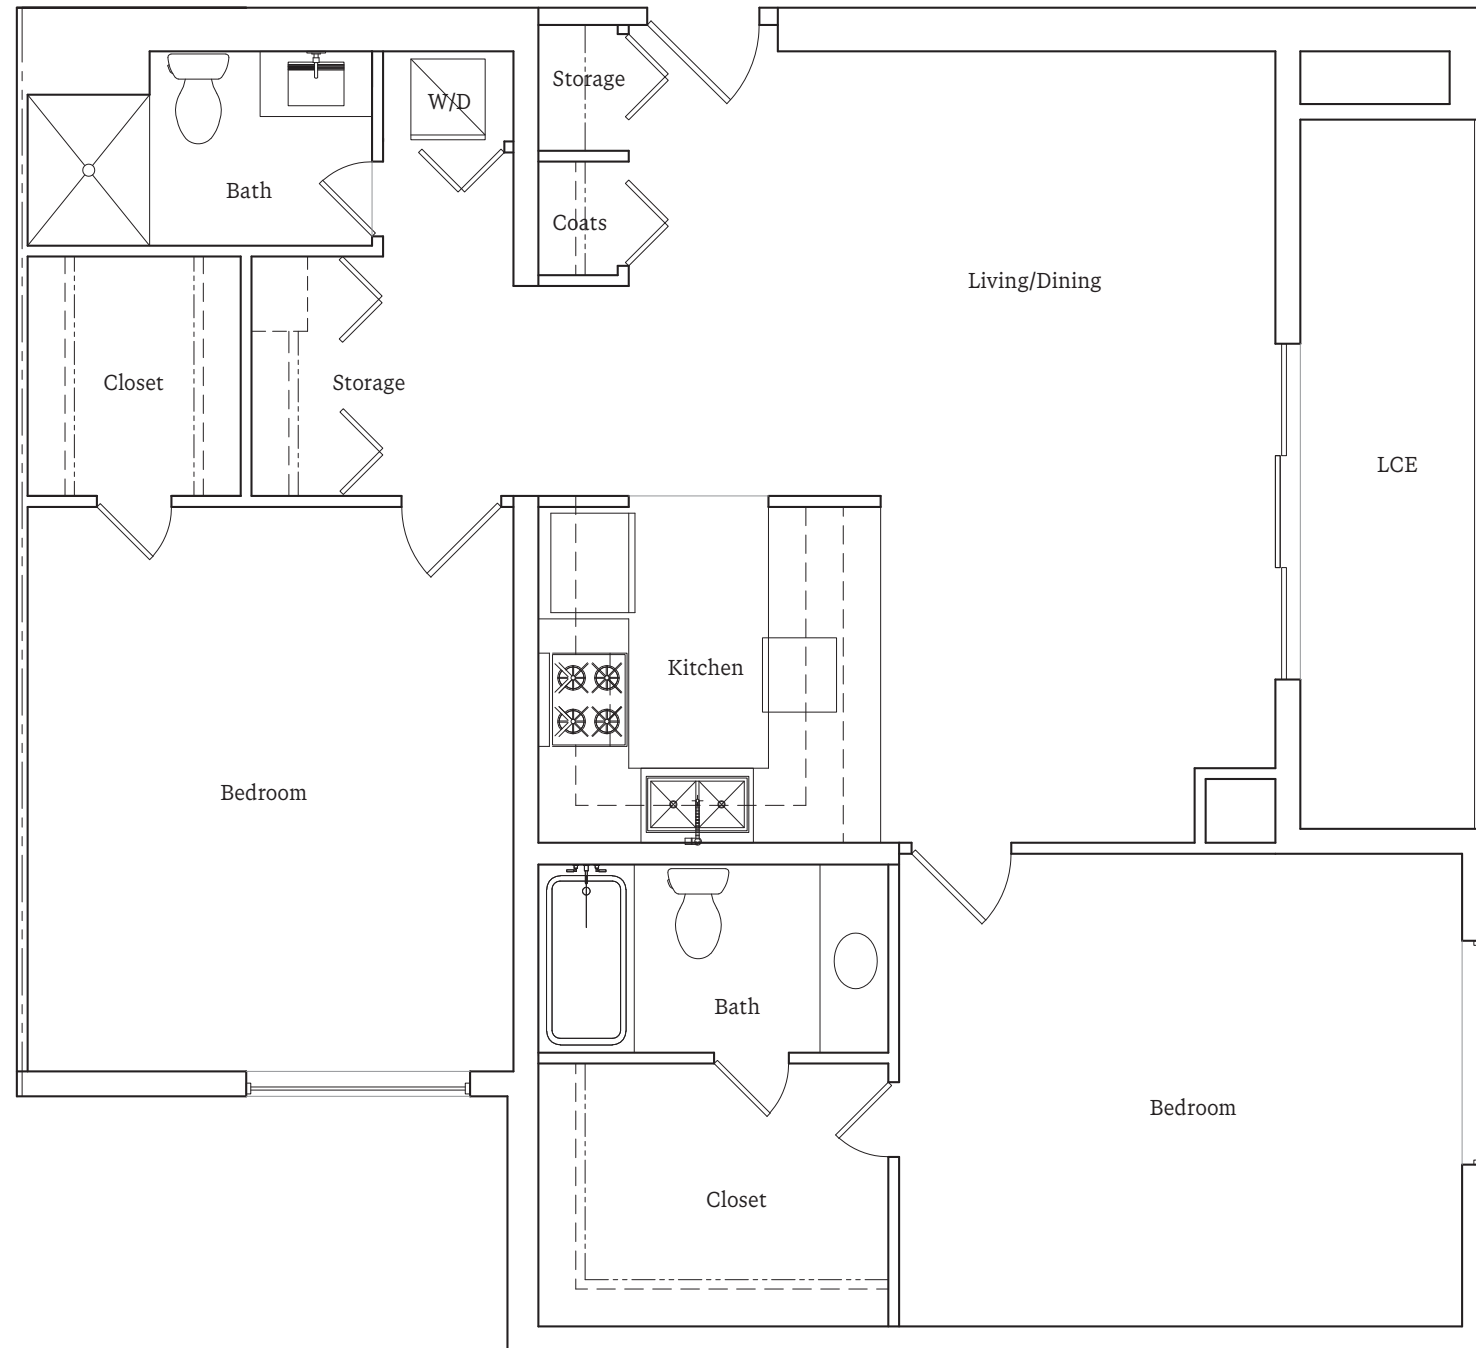 Storage
W/D
Bath
Coats
Living/Dining
Closet
Storage
LCE
Kitchen
Bedroom
Bath
Bedroom
Closet